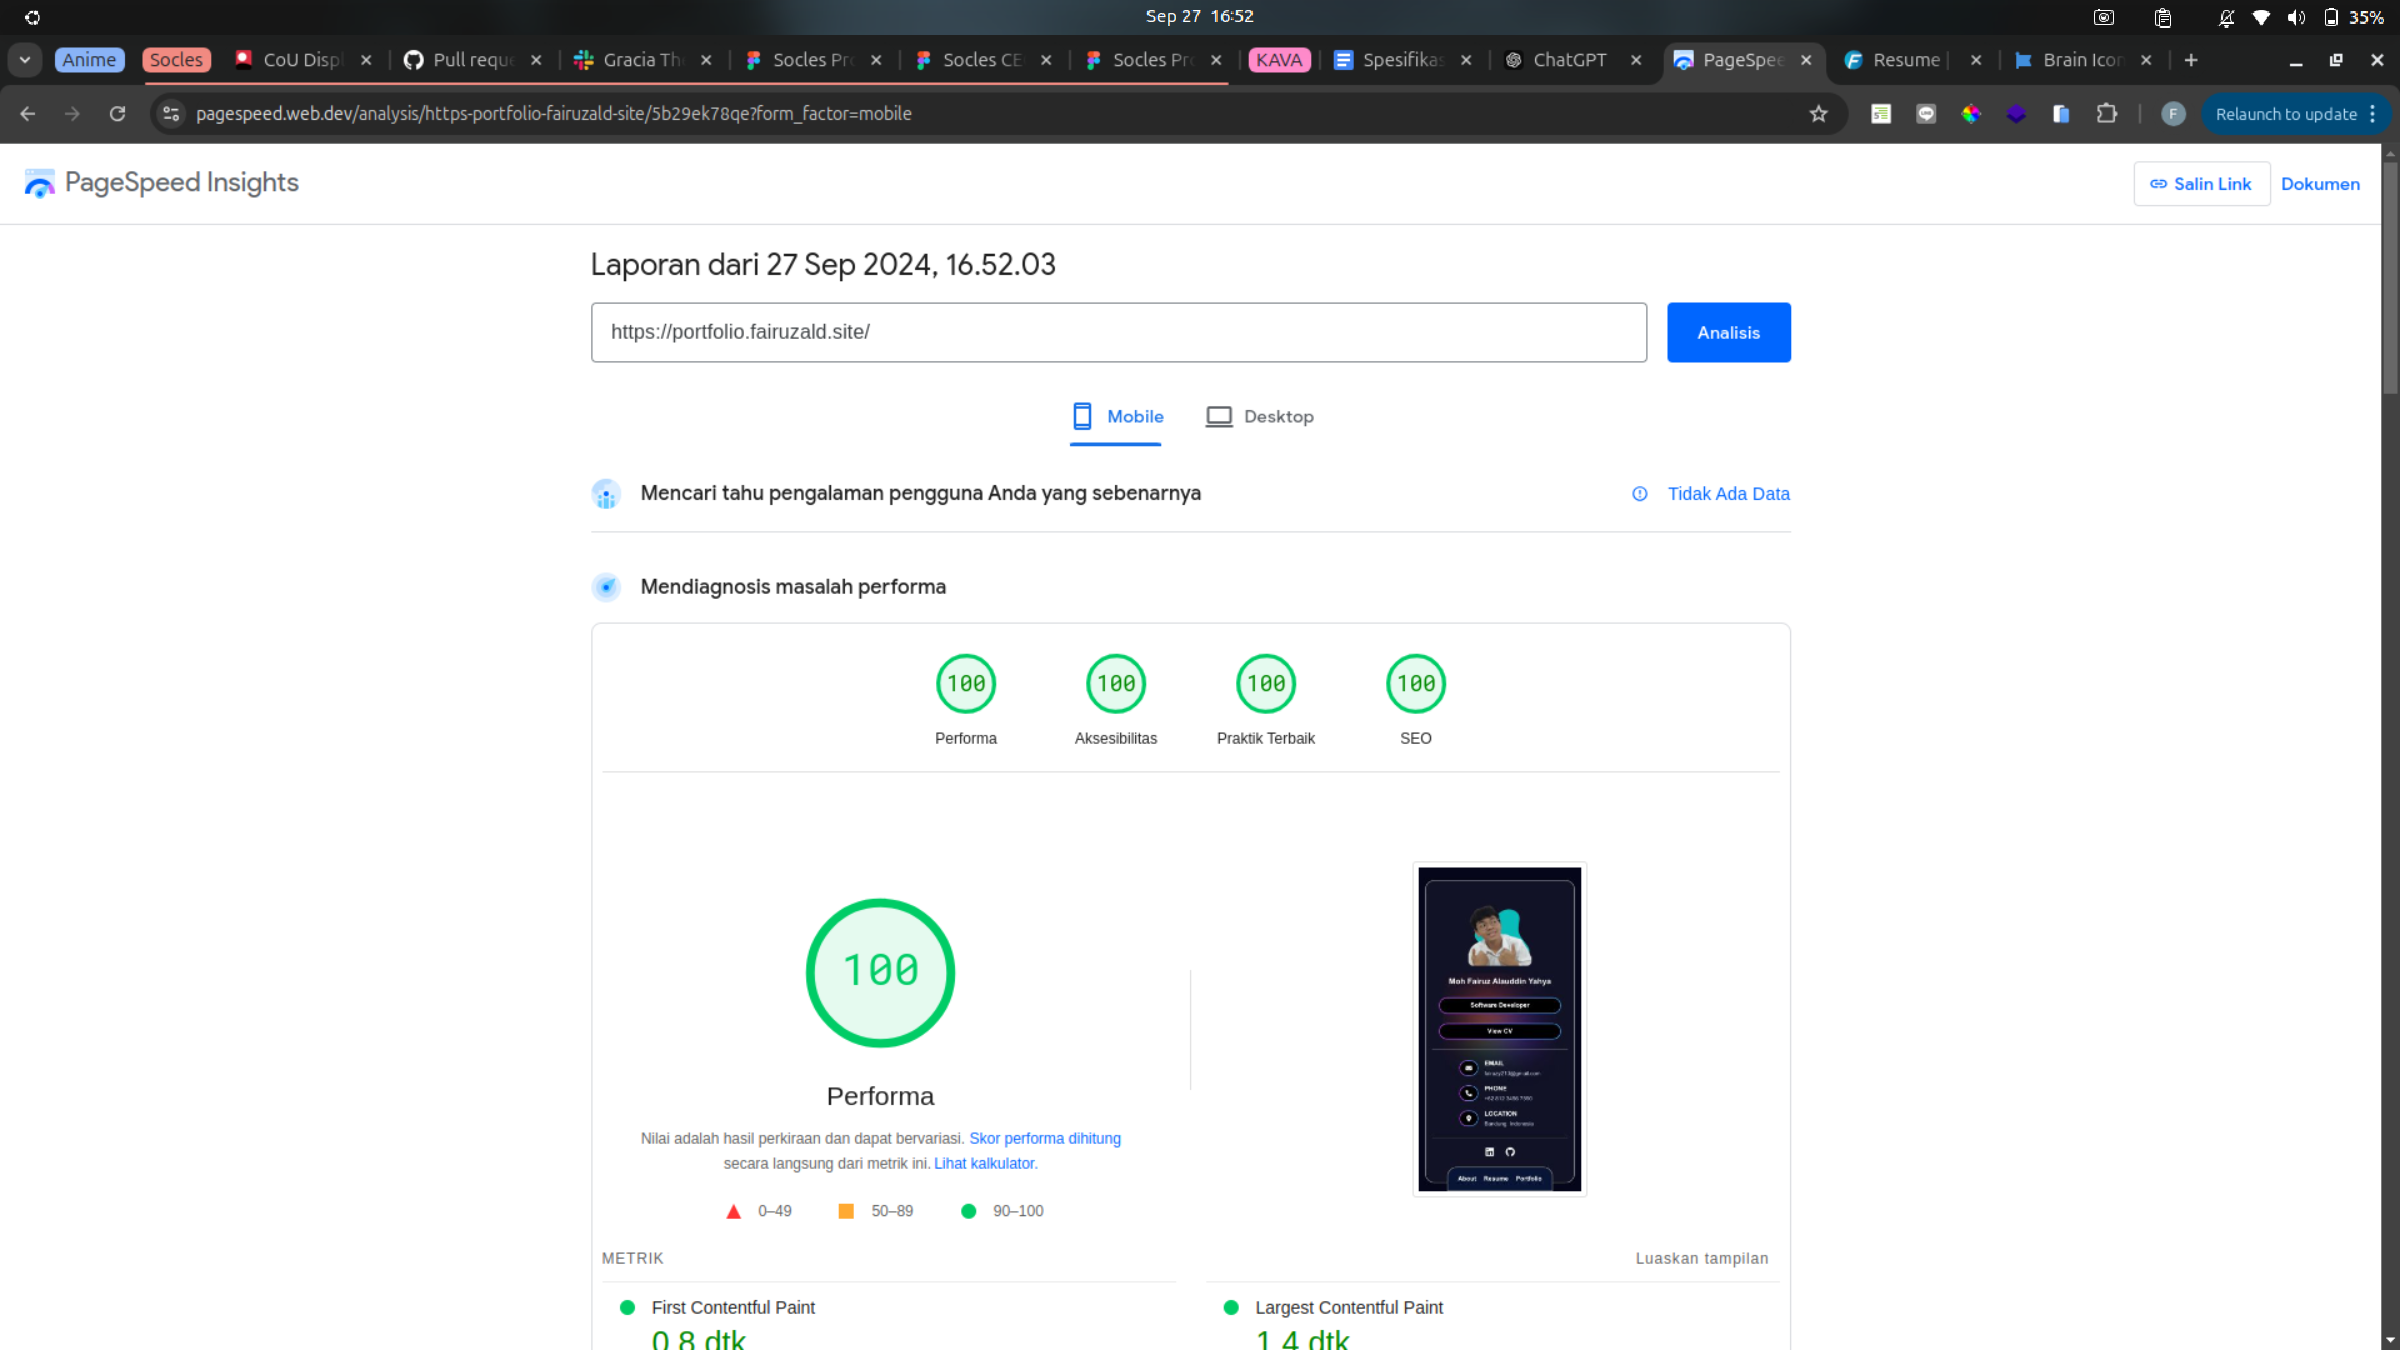 Sep 27 16:52
35%
Anime
Socles
CoU Disp
Pull reque
Gracia Th
Socles Pr
Socles CE
Socles Pr
KAVA
Spesifikas
ChatGPT
PageSpee
Resume |
Brain Icon
pagespeed.web.dev/analysis/https-portfolio-fairuzald-site/5b29ek78qe?form_factor=mobile
F
Relaunch to update
PageSpeed Insights
Salin Link
Dokumen
Laporan dari 27 Sep 2024, 16.52.03
https://portfolio.fairuzald.site/
Analisis
Mobile
Desktop
Mencari tahu pengalaman pengguna Anda yang sebenarnya
Tidak Ada Data
Mendiagnosis masalah performa
100
100
100
100
Performa
Aksesibilitas
Praktik Terbaik
SEO
100
Performa
Nilai adalah hasil perkiraan dan dapat bervariasi. Skor performa dihitung
secara langsung dari metrik ini. Lihat kalkulator.
0–49
50–89
90–100
Moh Fairuz Alauddin Yahya
Software Developer
View CV
EMAIL
PHONE
LOCATION
Bandung, Indonesia
About
Resume
Portfolio
METRIK
Luaskan tampilan
First Contentful Paint
0,8 dtk
Largest Contentful Paint
1,4 dtk